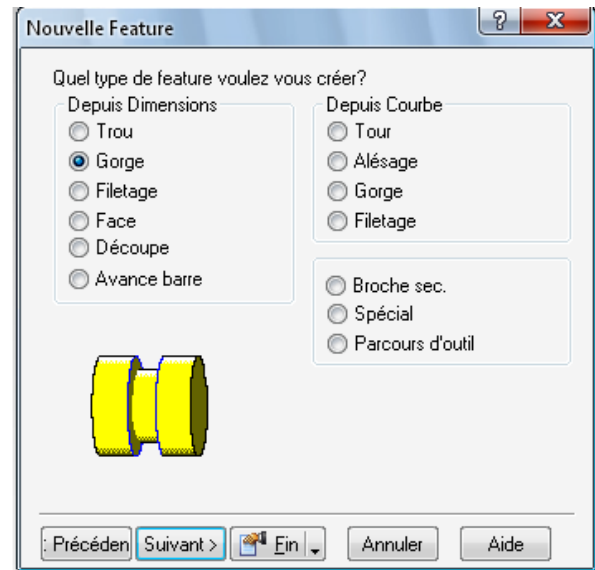 Nouvelle Feature
Quel type de feature voulez vous créer?
Depuis Dimensions
Trou
Gorge
Filetage
Face
Découpe
Avance barre
Depuis Courbe
Tour
Alésage
Gorge
Filetage
Broche sec.
Spécial
Parcours d'outil
: Précéden
Suivant >
Fin
Annuler
Aide